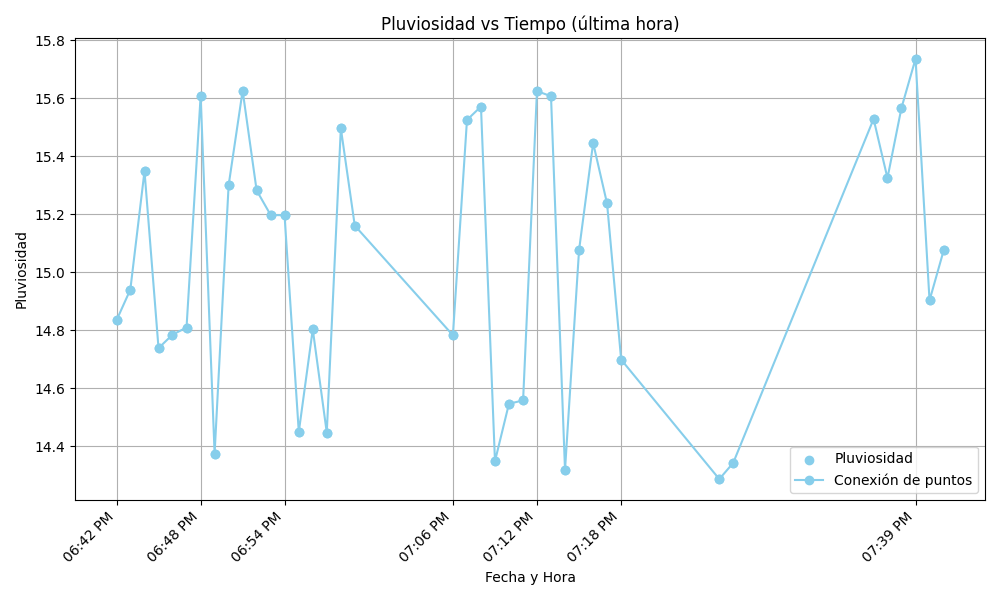 Pluviosidad vs Tiempo (última hora)
Pluviosidad
15.8
15.6
15.4
15.2
15.0
14.8
14.6
14.4
Pluviosidad
Conexión de puntos
06:42 PM
06:48 PM
06:54 PM
07:06 PM
07:12 PM
07:18 PM
07:39 PM
Fecha y Hora